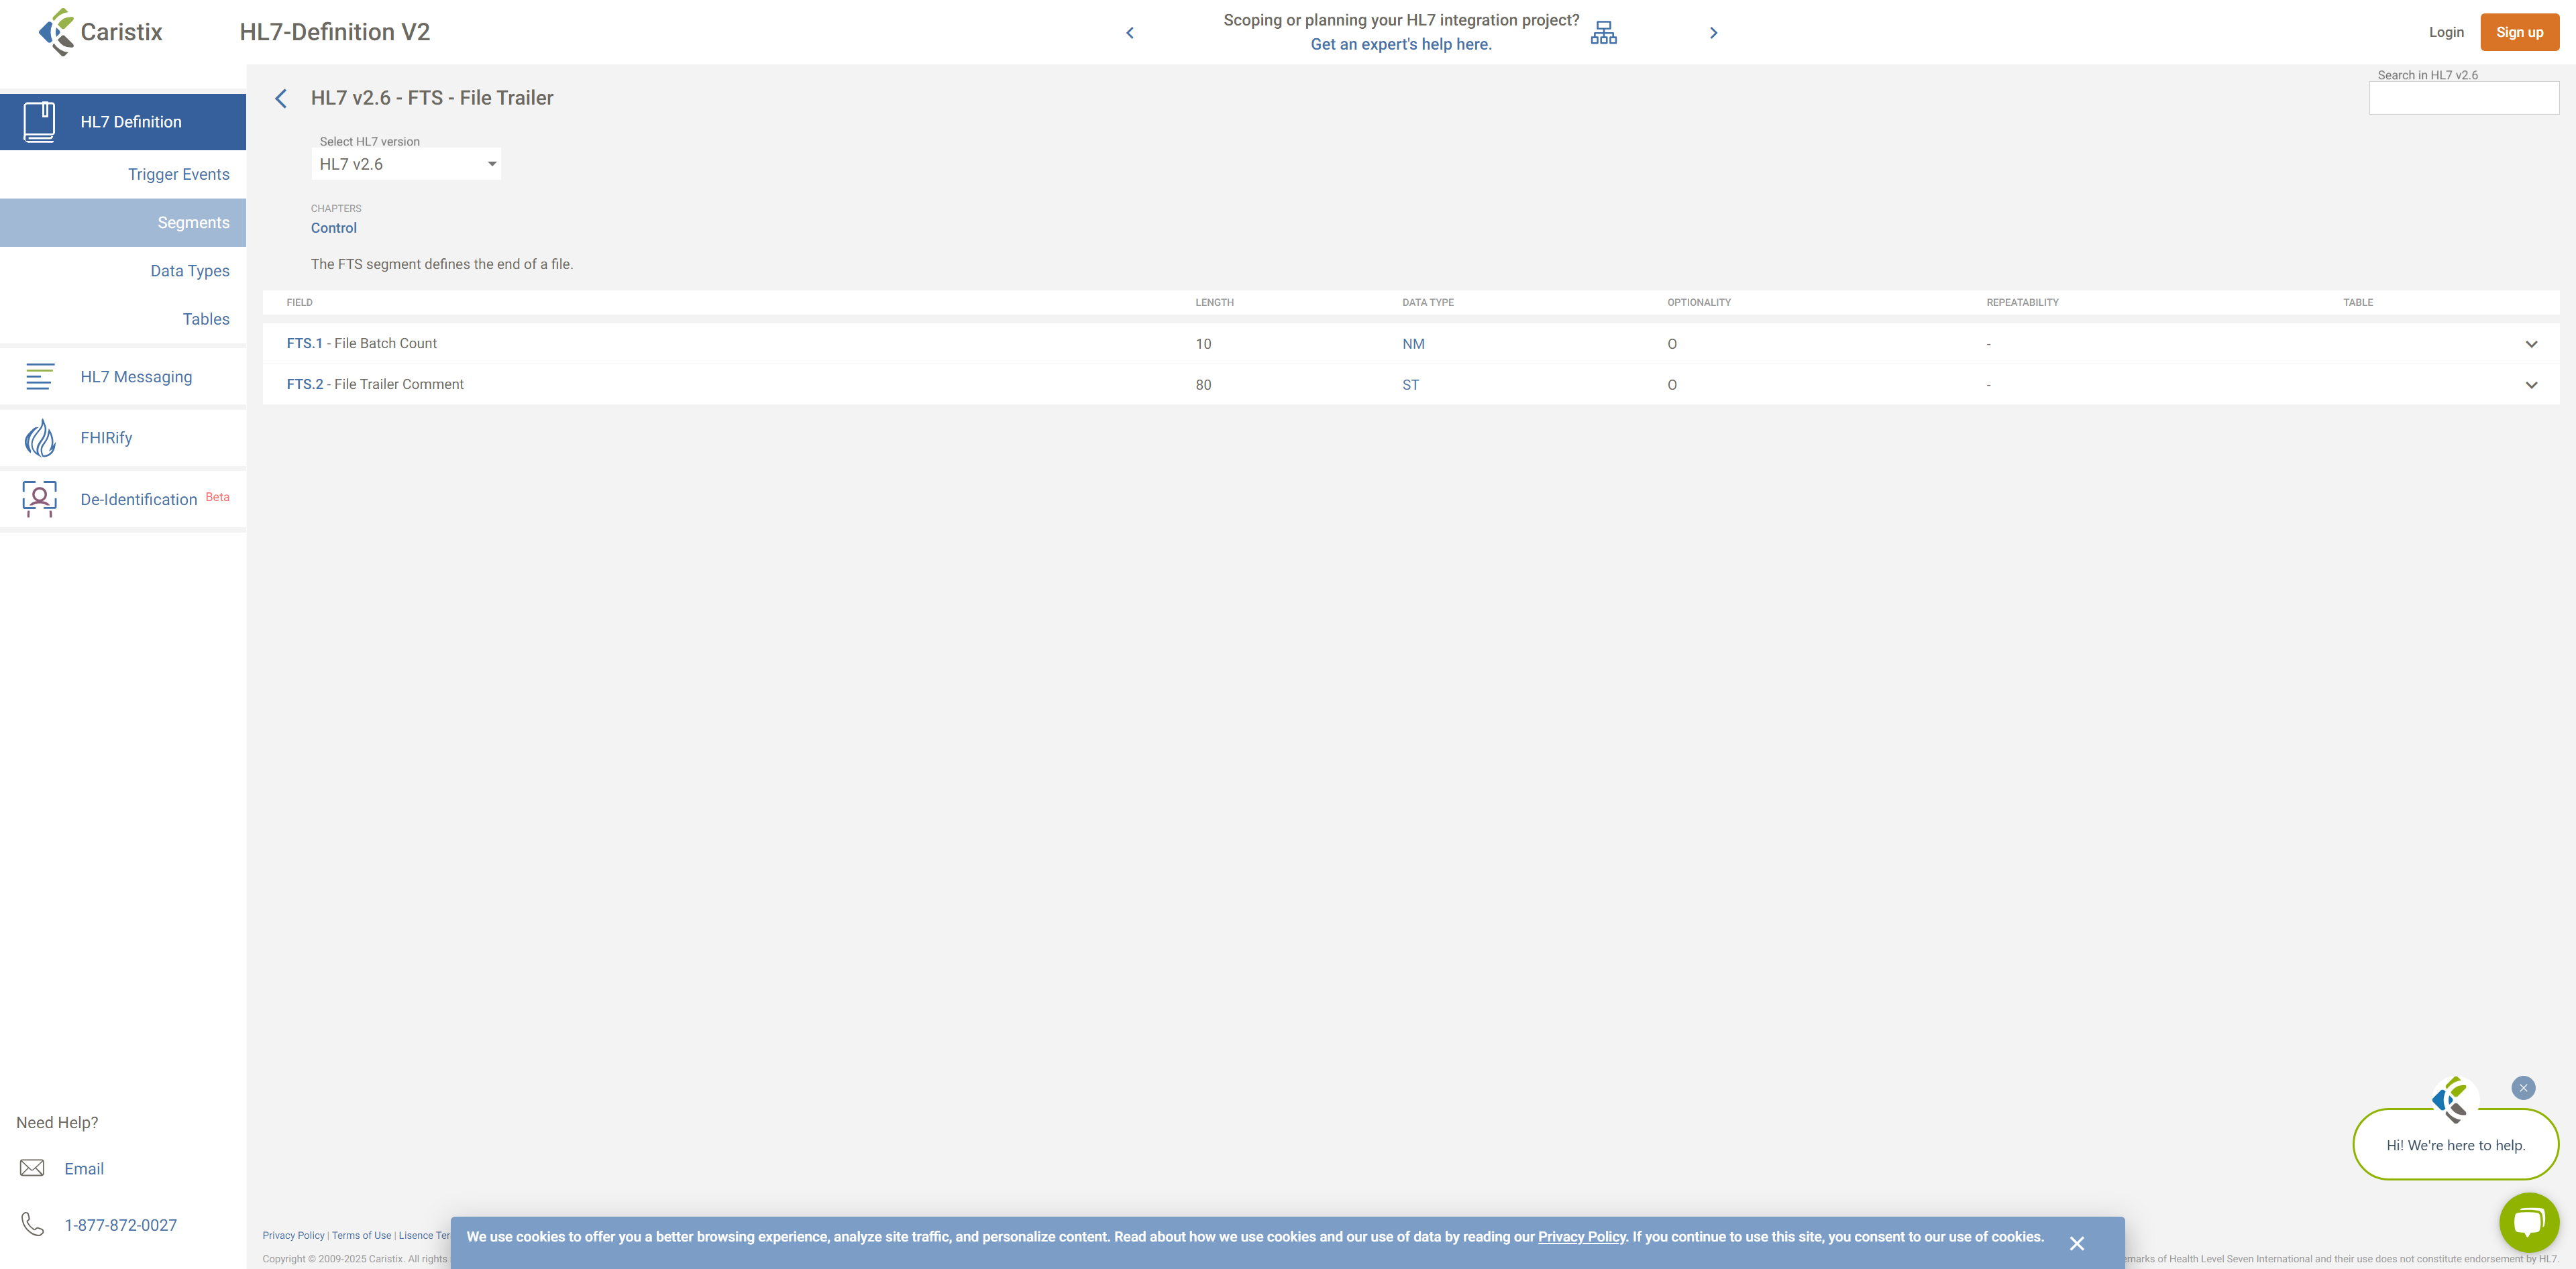 Caristix
HL7-Definition V2
Scoping or planning your HL7 integration project?
Get an expert's help here.
Login
Sign up
HL7 Definition
Trigger Events
Segments
Data Types
Tables
HL7 Messaging
FHIRify
De-Identification Beta
Need Help?
Email
1-877-872-0027
HL7 v2.6 - FTS - File Trailer
Search in HL7 v2.6
Select HL7 version
HL7 v2.6
CHAPTERS
Control
The FTS segment defines the end of a file.
FIELD LENGTH DATA TYPE OPTIONALITY REPEATABILITY TABLE
FTS.1 - File Batch Count 10 NM O -
FTS.2 - File Trailer Comment 80 ST O -
Hi! We're here to help.
Privacy Policy | Terms of Use | Lisence Ter
We use cookies to offer you a better browsing experience, analyze site traffic, and personalize content. Read about how we use cookies and our use of data by reading our Privacy Policy. If you continue to use this site, you consent to our use of cookies.
Copyright © 2009-2025 Caristix. All rights
emarks of Health Level Seven International and their use does not constitute endorsement by HL7.